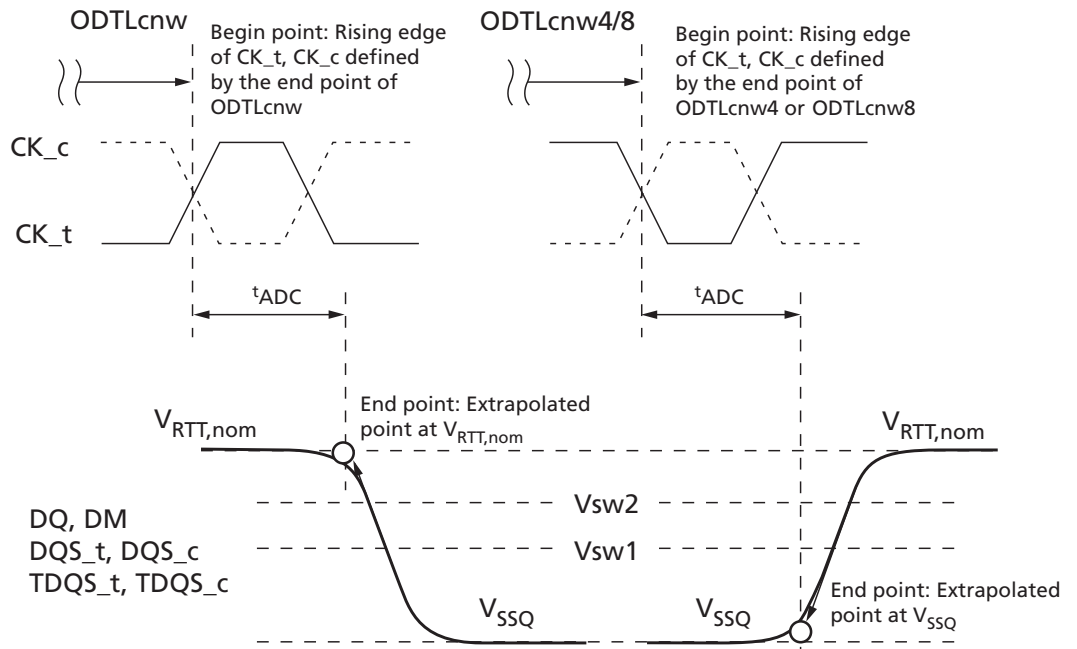 ODTLcnw
Begin point: Rising edge
of CK_t, CK_c defined
by the end point of
ODTLcnw
ODTLcnw4/8
Begin point: Rising edge
of CK_t, CK_c defined
by the end point of
ODTLcnw4 or ODTLcnw8
CK_c
CK_t
tADC
tADC
End point: Extrapolated
point at VRTT,nom
VRTT,nom
VRTT,nom
Vsw2
Vsw1
DQ, DM
DQS_t, DQS_c
TDQS_t, TDQS_c
VSSQ
VSSQ
End point: Extrapolated
point at VSSQ